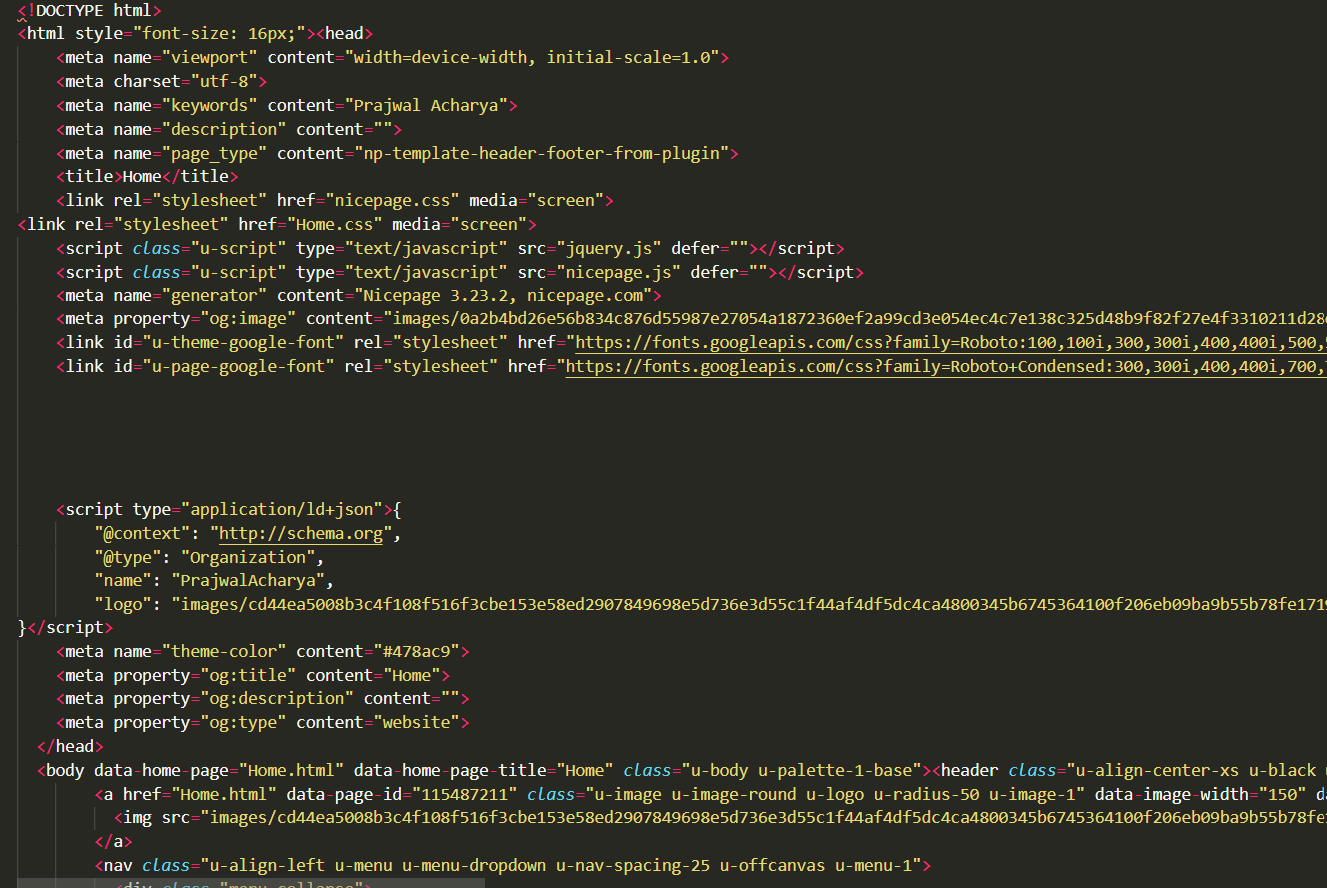 <!DOCTYPE html>
<html style="font-size: 16px;"><head>
<meta name="viewport" content="width=device-width, initial-scale=1.0">
<meta charset="utf-8">
<meta name="keywords" content="Prajwal Acharya">
<meta name="description" content="">
<meta name="page_type" content="np-template-header-footer-from-plugin">
<title>Home</title>
<link rel="stylesheet" href="nicepage.css" media="screen">
<link rel="stylesheet" href="Home.css" media="screen">
<script class="u-script" type="text/javascript" src="jquery.js" defer=""></script>
<script class="u-script" type="text/javascript" src="nicepage.js" defer=""></script>
<meta name="generator" content="Nicepage 3.23.2, nicepage.com">
<meta property="og:image" content="images/0a2b4bd26e56b834c876d55987e27054a1872360ef2a99cd3e054ec4c7e138c325d48b9f82f27e4f3310211d28
<link id="u-theme-google-font" rel="stylesheet" href="https://fonts.googleapis.com/css?family=Roboto:100,100i,300,300i,400,400i,500,
<link id="u-page-google-font" rel="stylesheet" href="https://fonts.googleapis.com/css?family=Roboto+Condensed:300,300i,400,400i,700,
<script type="application/ld+json">{
"@context": "http://schema.org",
"@type": "Organization",
"name": "PrajwalAcharya",
"logo": "images/cd44ea5008b3c4f108f516f3cbe153e58ed2907849698e5d736e3d55c1f44af4df5dc4ca4800345b6745364100f206eb09ba9b55b78fe1719
}</script>
<meta name="theme-color" content="#478ac9">
<meta property="og:title" content="Home">
<meta property="og:description" content="">
<meta property="og:type" content="website">
</head>
<body data-home-page="Home.html" data-home-page-title="Home" class="u-body u-palette-1-base"><header class="u-align-center-xs u-black
<a href="Home.html" data-page-id="115487211" class="u-image u-image-round u-logo u-radius-50 u-image-1" data-image-width="150" da
<img src="images/cd44ea5008b3c4f108f516f3cbe153e58ed2907849698e5d736e3d55c1f44af4df5dc4ca4800345b6745364100f206eb09ba9b55b78fe
</a>
<nav class="u-align-left u-menu u-menu-dropdown u-nav-spacing-25 u-offcanvas u-menu-1">
<div class="menu-collapse">